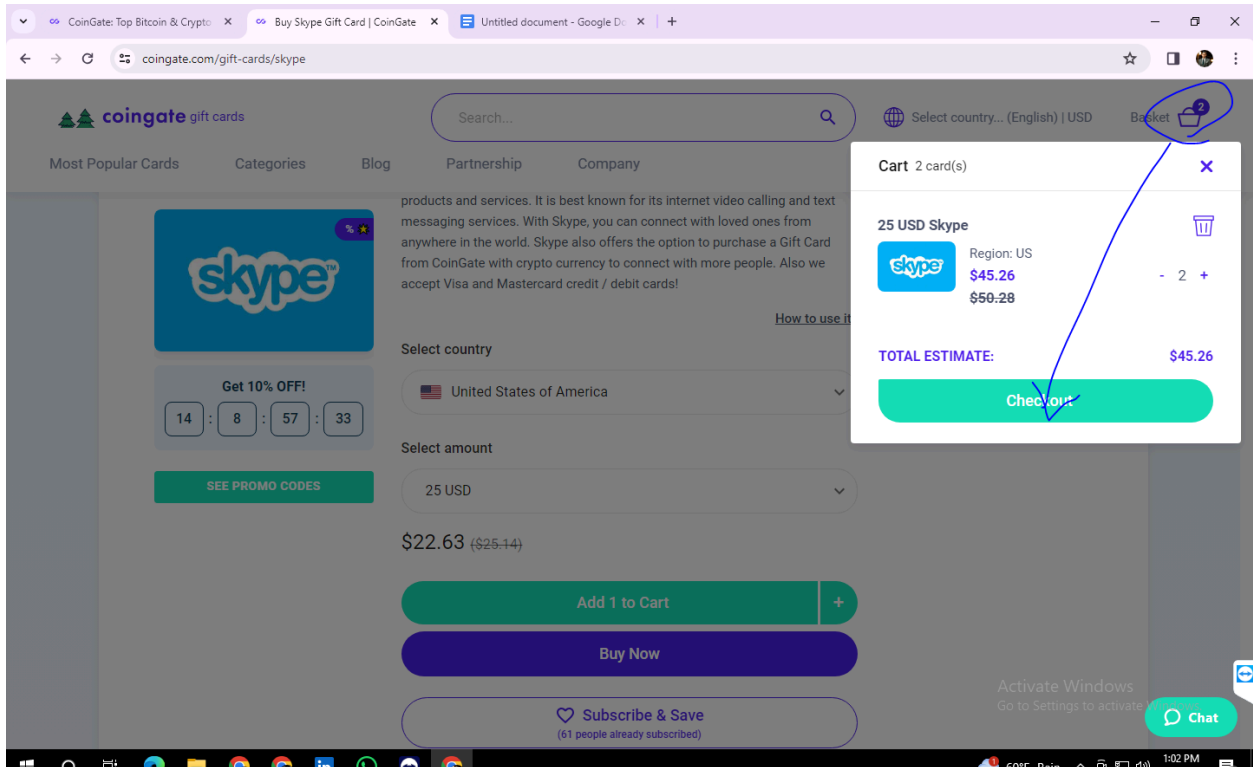 CoinGate: Top Bitcoin & Crypto
Buy Skype Gift Card | CoinGate
Untitled document - Google Do
coingate.com/gift-cards/skype
coingate gift cards
Search...
Select country... (English) | USD
Basket
2
Most Popular Cards
Categories
Blog
Partnership
Company
products and services. It is best known for its internet video calling and text
messaging services. With Skype, you can connect with loved ones from
anywhere in the world. Skype also offers the option to purchase a Gift Card
from CoinGate with crypto currency to connect with more people. Also we
accept Visa and Mastercard credit / debit cards!
How to use it
skype™
%
Get 10% OFF!
14 : 8 : 57 : 33
SEE PROMO CODES
Select country
United States of America
Select amount
25 USD
$22.63 ($25.14)
Add 1 to Cart
+
Buy Now
Subscribe & Save
(61 people already subscribed)
Cart 2 card(s)
25 USD Skype
skype
Region: US
$45.26
$50.28
- 2 +
TOTAL ESTIMATE:
$45.26
Checkout
Activate Windows
Go to Settings to activate
Chat
60°F Rain
1:02 PM